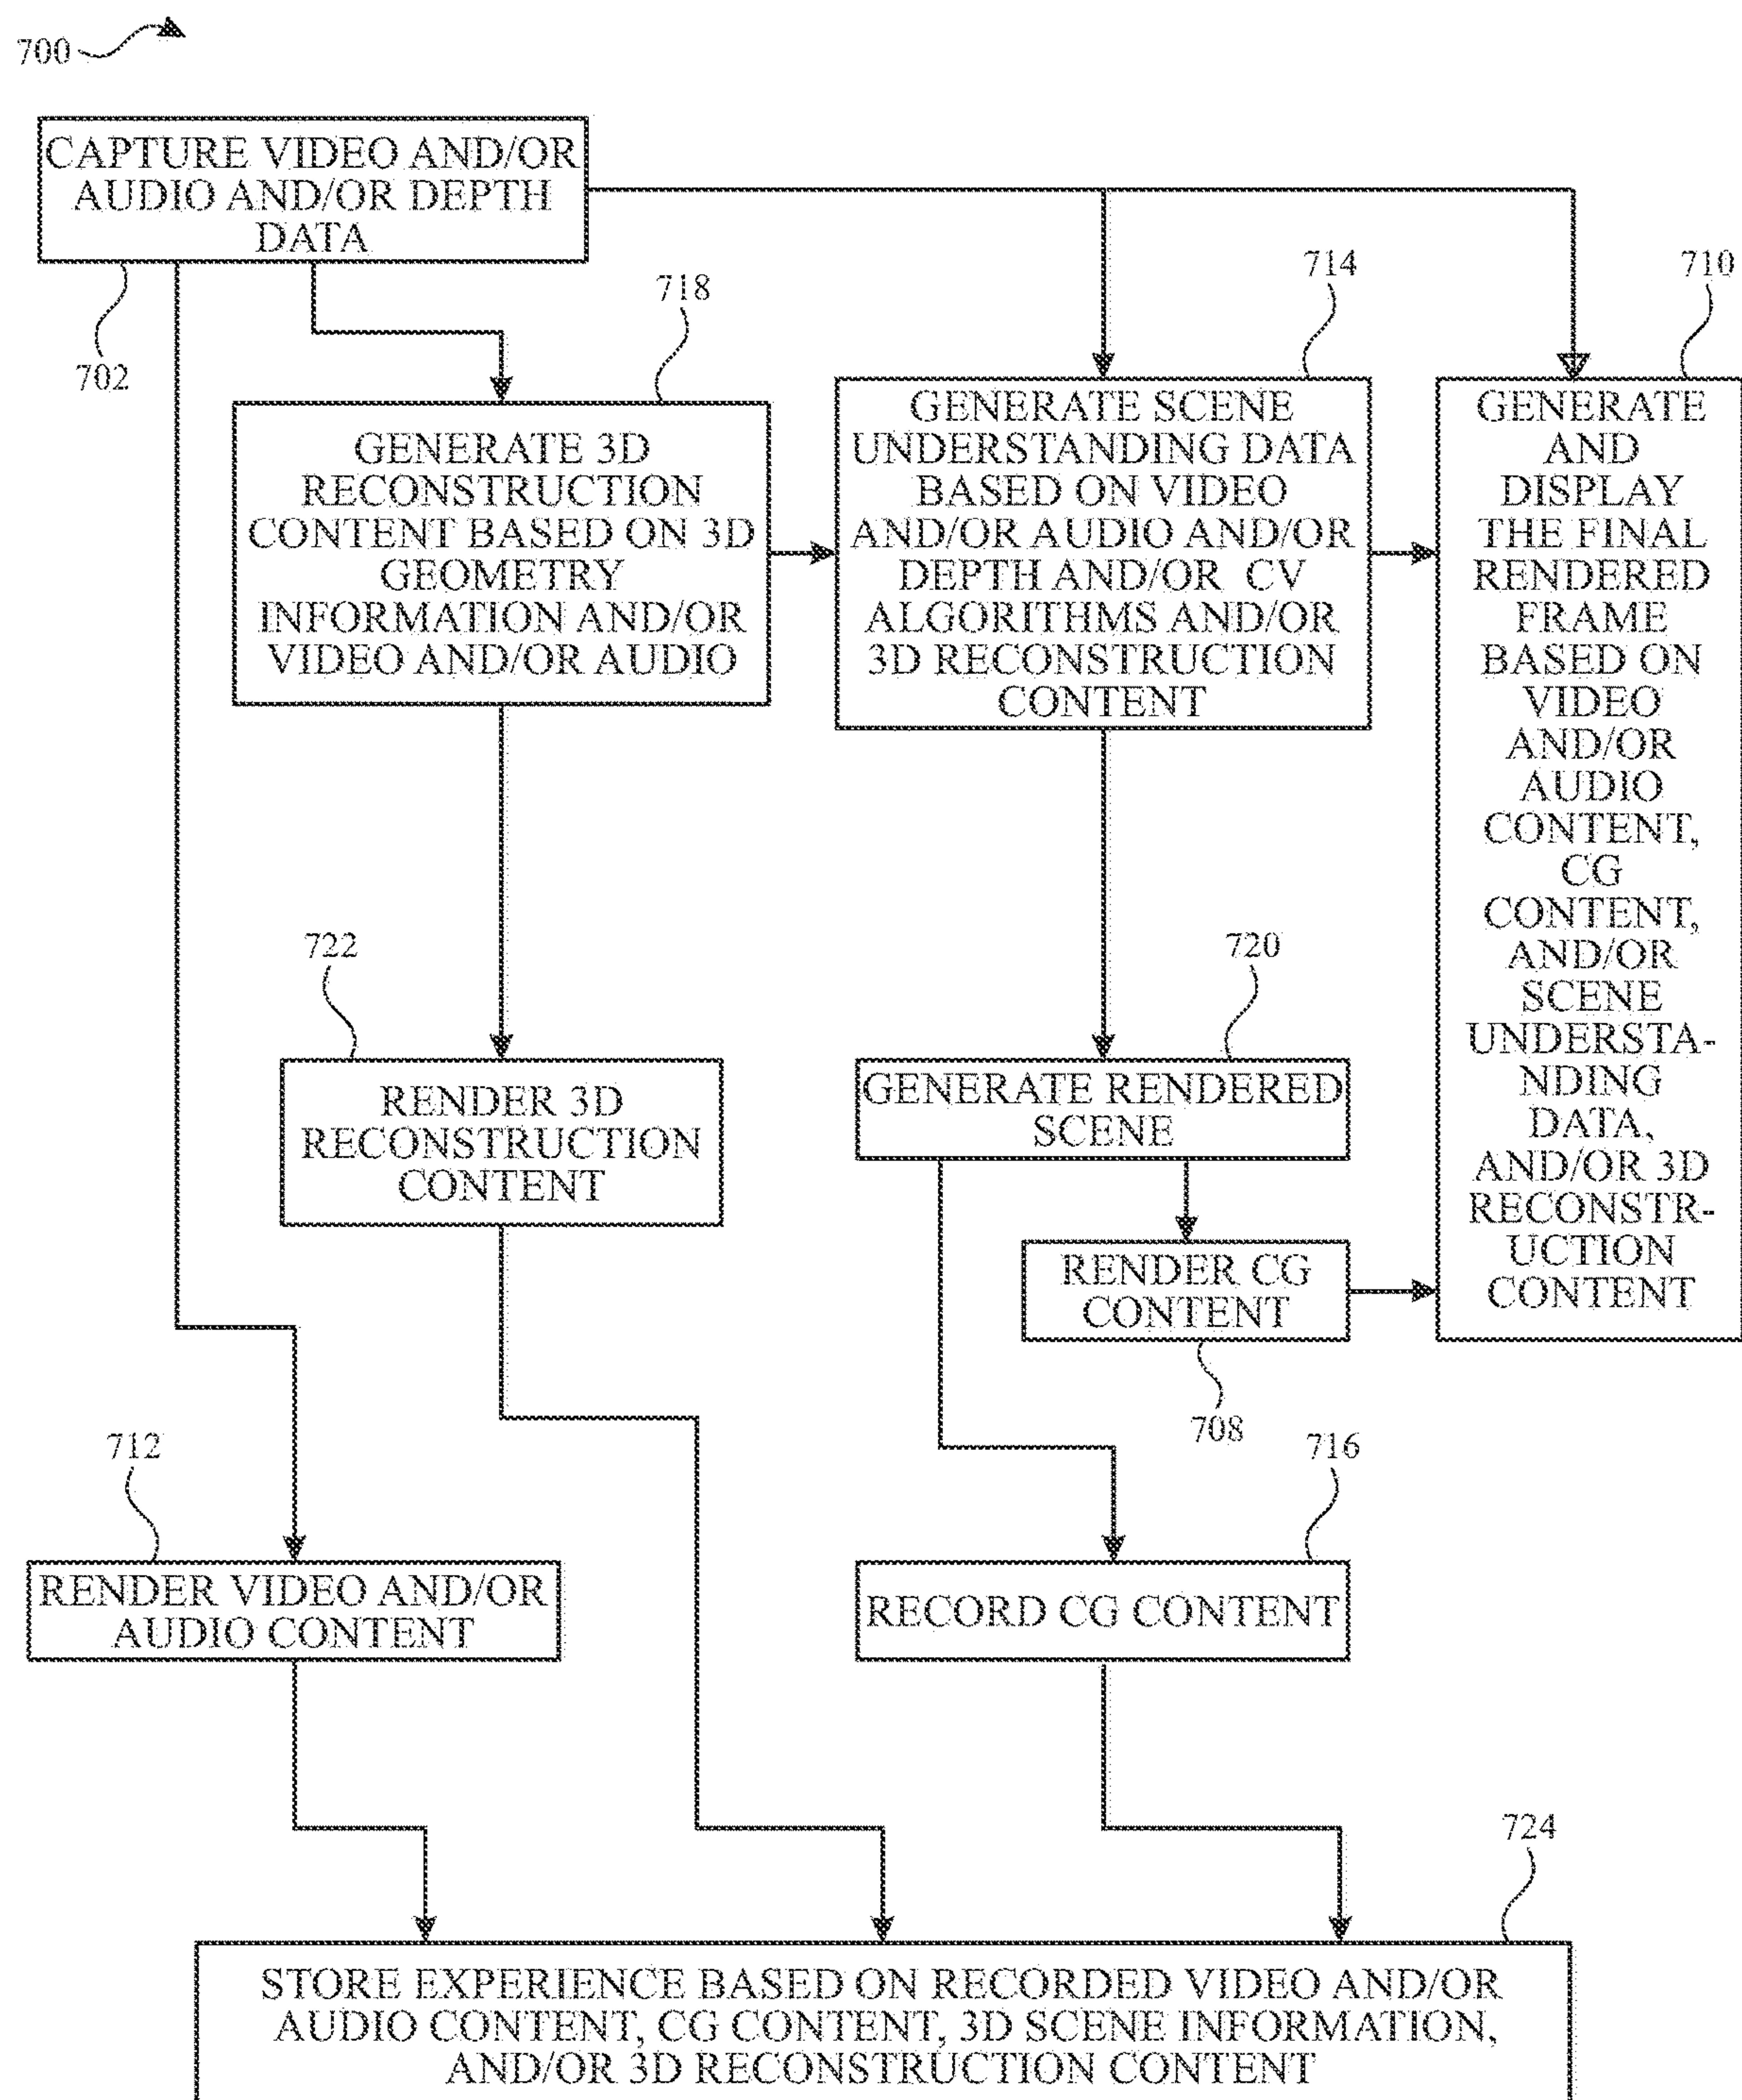 700
CAPTURE VIDEO AND/OR
AUDIO AND/OR DEPTH
DATA
702
718
GENERATE 3D
RECONSTRUCTION
CONTENT BASED ON 3D
GEOMETRY
INFORMATION AND/OR
VIDEO AND/OR AUDIO
714
GENERATE SCENE
UNDERSTANDING DATA
BASED ON VIDEO
AND/OR AUDIO AND/OR
DEPTH AND/OR CV
ALGORITHMS AND/OR
3D RECONSTRUCTION
CONTENT
710
GENERATE
AND
DISPLAY
THE FINAL
RENDERED
FRAME
BASED ON
VIDEO
AND/OR
AUDIO
CONTENT,
CG
CONTENT,
AND/OR
SCENE
UNDERSTA-
NDING
DATA,
AND/OR 3D
RECONSTR-
UCTION
CONTENT
722
RENDER 3D
RECONSTRUCTION
CONTENT
720
GENERATE RENDERED
SCENE
RENDER CG
CONTENT
708
712
RENDER VIDEO AND/OR
AUDIO CONTENT
716
RECORD CG CONTENT
724
STORE EXPERIENCE BASED ON RECORDED VIDEO AND/OR
AUDIO CONTENT, CG CONTENT, 3D SCENE INFORMATION,
AND/OR 3D RECONSTRUCTION CONTENT